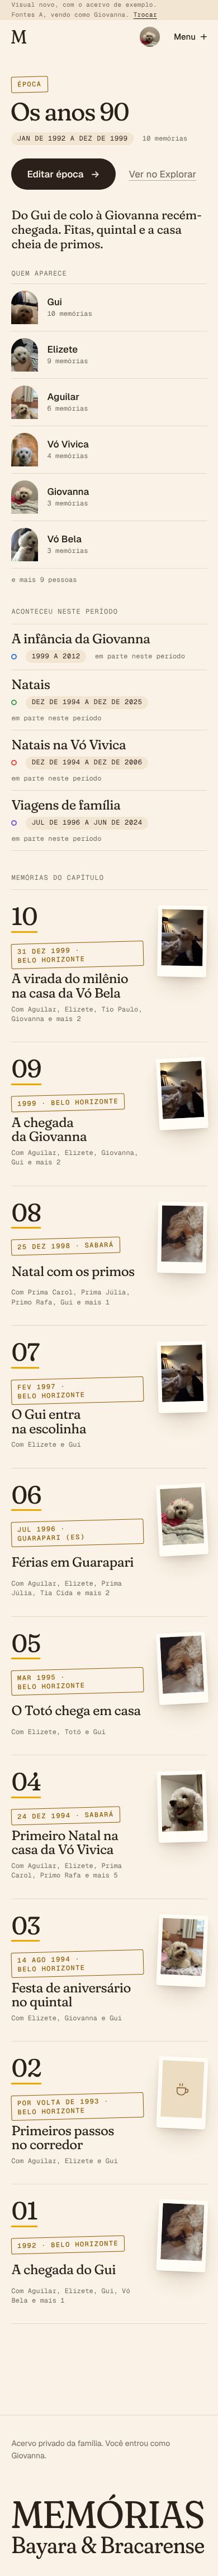 Visual novo, com o acervo de exemplo.
Fontes A, vendo como Giovanna. Trocar
M
Menu +
ÉPOCA
Os anos 90
JAN DE 1992 A DEZ DE 1999 10 memórias
Editar época → Ver no Explorar
Do Gui de colo à Giovanna recém-
chegada. Fitas, quintal e a casa
cheia de primos.
QUEM APARECE
Gui
10 memórias
Elizete
9 memórias
Aguilar
6 memórias
Vó Vivica
4 memórias
Giovanna
3 memórias
Vó Bela
3 memórias
e mais 9 pessoas
ACONTECEU NESTE PERÍODO
A infância da Giovanna
1999 A 2012 em parte neste período
Natais
DEZ DE 1994 A DEZ DE 2025
em parte neste período
Natais na Vó Vivica
DEZ DE 1994 A DEZ DE 2006
em parte neste período
Viagens de família
JUL DE 1996 A JUN DE 2024
em parte neste período
MEMÓRIAS DO CAPÍTULO
10
31 DEZ 1999 ·
BELO HORIZONTE
A virada do milênio
na casa da Vó Bela
Com Aguilar, Elizete, Tio Paulo,
Giovanna e mais 2
09
1999 · BELO HORIZONTE
A chegada
da Giovanna
Com Aguilar, Elizete, Giovanna,
Gui e mais 2
08
25 DEZ 1998 · SABARÁ
Natal com os primos
Com Prima Carol, Prima Júlia,
Primo Rafa, Gui e mais 1
07
FEV 1997 ·
BELO HORIZONTE
O Gui entra
na escolinha
Com Elizete e Gui
06
JUL 1996 ·
GUARAPARI (ES)
Férias em Guarapari
Com Aguilar, Elizete, Prima
Júlia, Tia Cida e mais 2
05
MAR 1995 ·
BELO HORIZONTE
O Totó chega em casa
Com Elizete, Totó e Gui
04
24 DEZ 1994 · SABARÁ
Primeiro Natal na
casa da Vó Vivica
Com Aguilar, Elizete, Prima
Carol, Primo Rafa e mais 5
03
14 AGO 1994 ·
BELO HORIZONTE
Festa de aniversário
no quintal
Com Elizete, Giovanna e Gui
02
POR VOLTA DE 1993 ·
BELO HORIZONTE
Primeiros passos
no corredor
Com Aguilar, Elizete e Gui
01
1992 · BELO HORIZONTE
A chegada do Gui
Com Aguilar, Elizete, Gui, Vó
Bela e mais 1
Acervo privado da família. Você entrou como
Giovanna.
MEMÓRIAS
Bayara & Bracarense